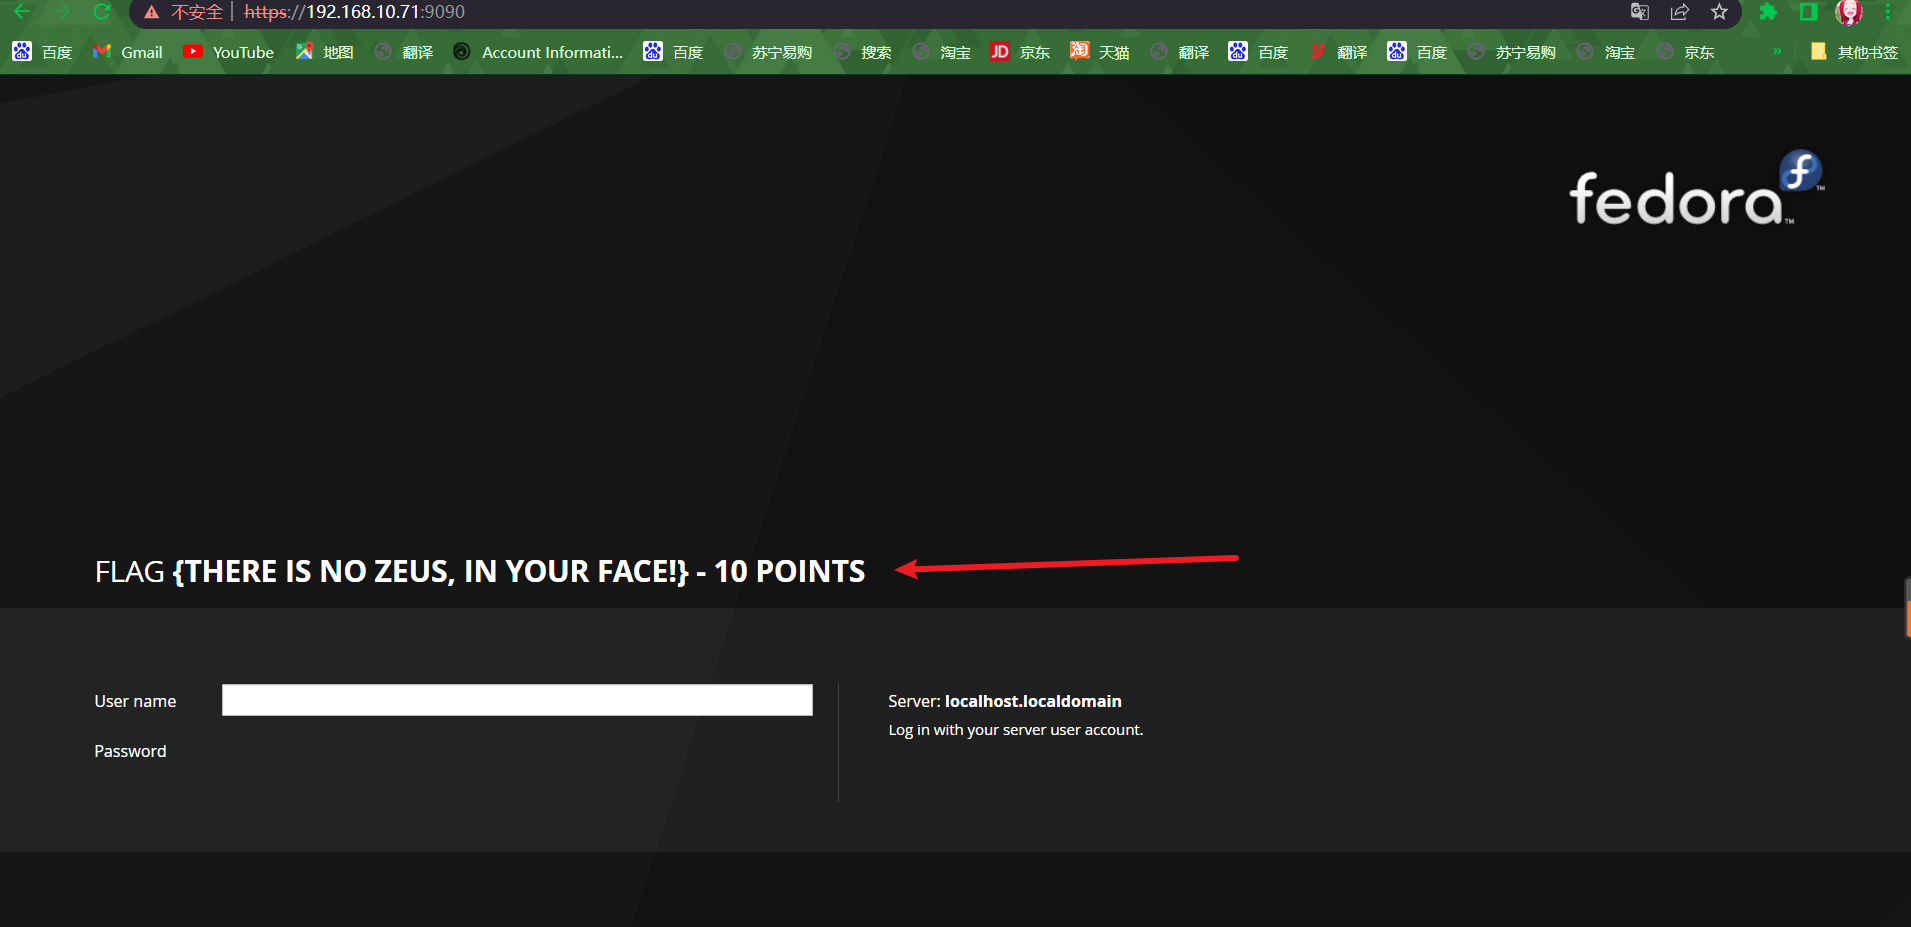 不安全 https://192.168.10.71:9090
百度 Gmail YouTube 地图 翻译 Account Informati... 百度 苏宁易购 搜索 淘宝 JD 京东 淘 天猫 翻译 百度 翻译 百度 苏宁易购 淘宝 京东 » 其他书签
fedora™
FLAG {THERE IS NO ZEUS, IN YOUR FACE!} - 10 POINTS
User name
Server: localhost.localdomain
Log in with your server user account.
Password